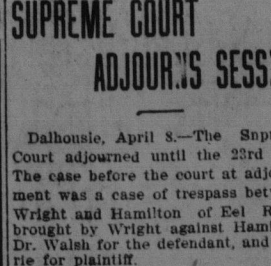 SUPREME COURT
ADJOURNS SESS
Dalhousie, April 8.—The Snp
Court adjourned until the 23rd
The case before the court at adj
ment was a case of trespass bet
Wright and Hamilton of Eel R
brought by Wright against Ham
Dr. Walsh for the defendant, and
rie for plaintiff.